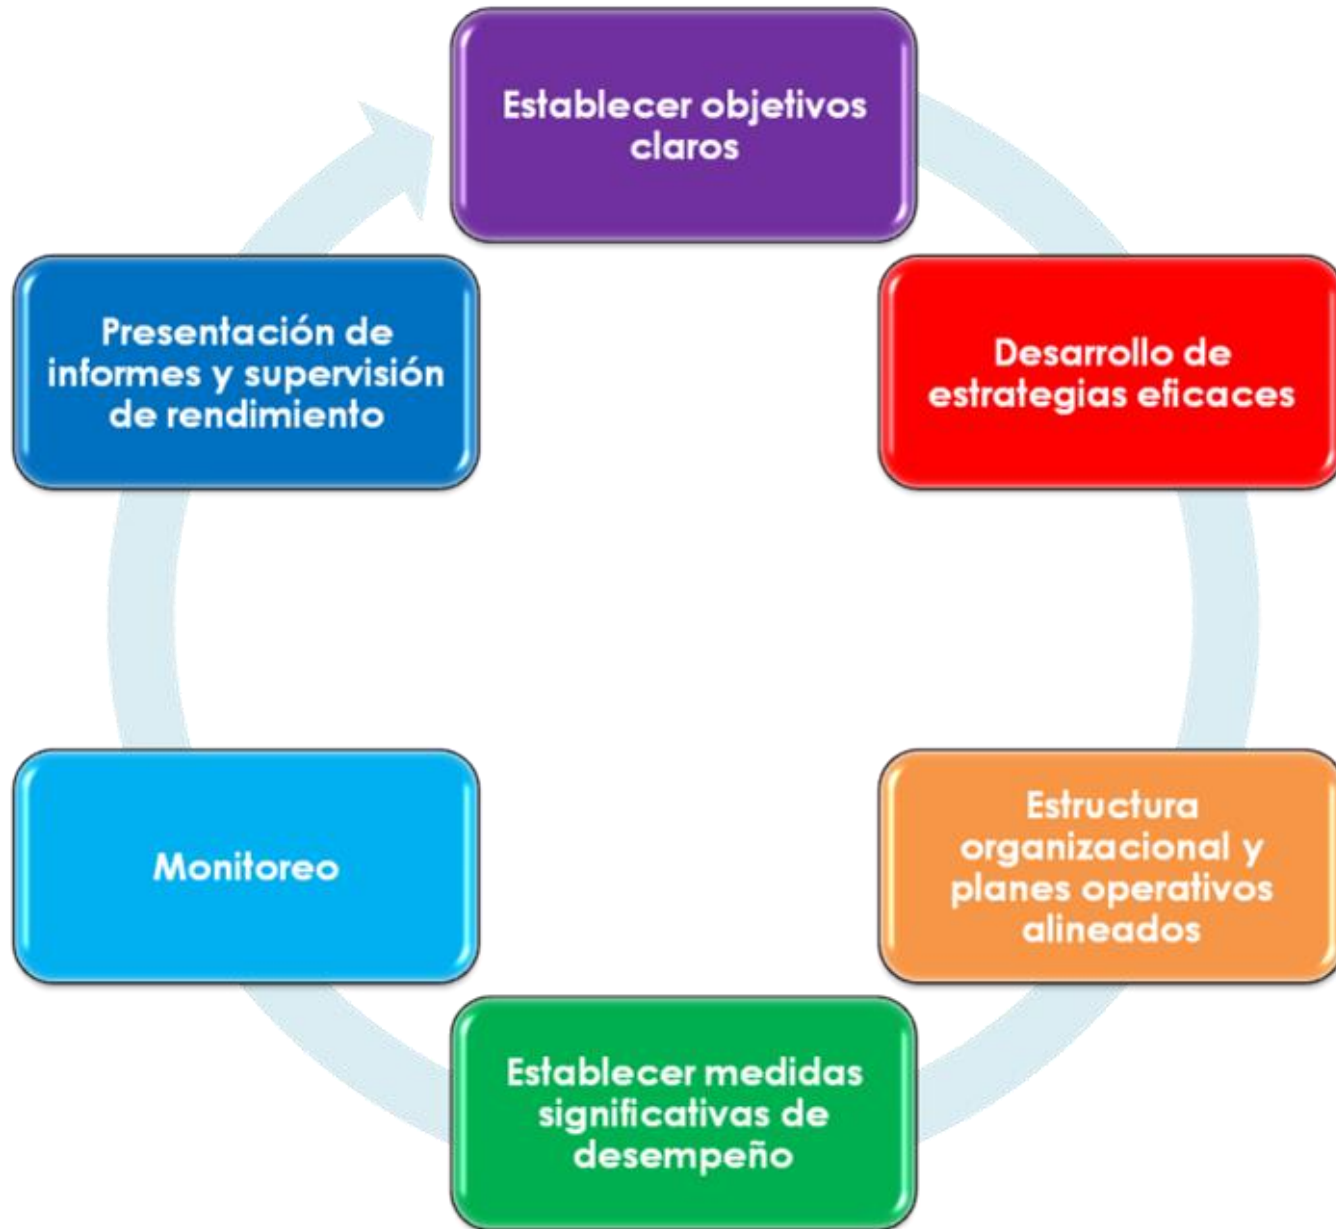 Establecer objetivos
claros
Desarrollo de
estrategias eficaces
Estructura
organizacional y
planes operativos
alineados
Establecer medidas
significativas de
desempeño
Monitoreo
Presentación de
informes y supervisión
de rendimiento